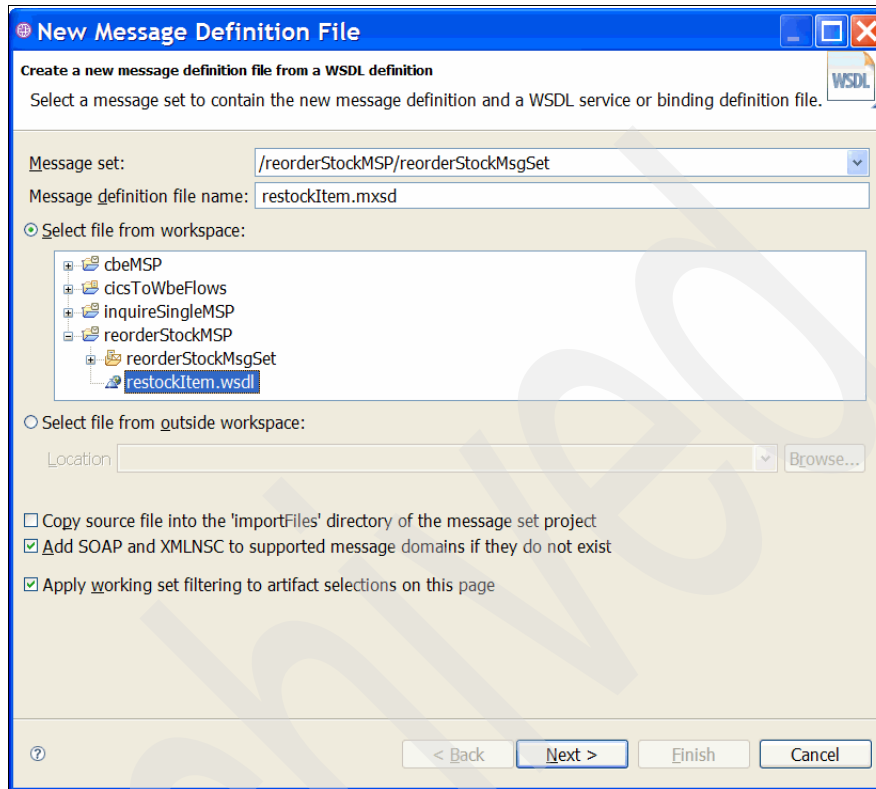 New Message Definition File
Create a new message definition file from a WSDL definition
Select a message set to contain the new message definition and a WSDL service or binding definition file.
WSDL
Message set: /reorderStockMSP/reorderStockMsgSet
Message definition file name: restockItem.mxsd
Select file from workspace:
cbeMSP
cicsToWbeFlows
inquireSingleMSP
reorderStockMSP
reorderStockMsgSet
restockItem.wsdl
Select file from outside workspace:
Location Browse...
Copy source file into the 'importFiles' directory of the message set project
Add SOAP and XMLNSC to supported message domains if they do not exist
Apply working set filtering to artifact selections on this page
? < Back Next > Finish Cancel